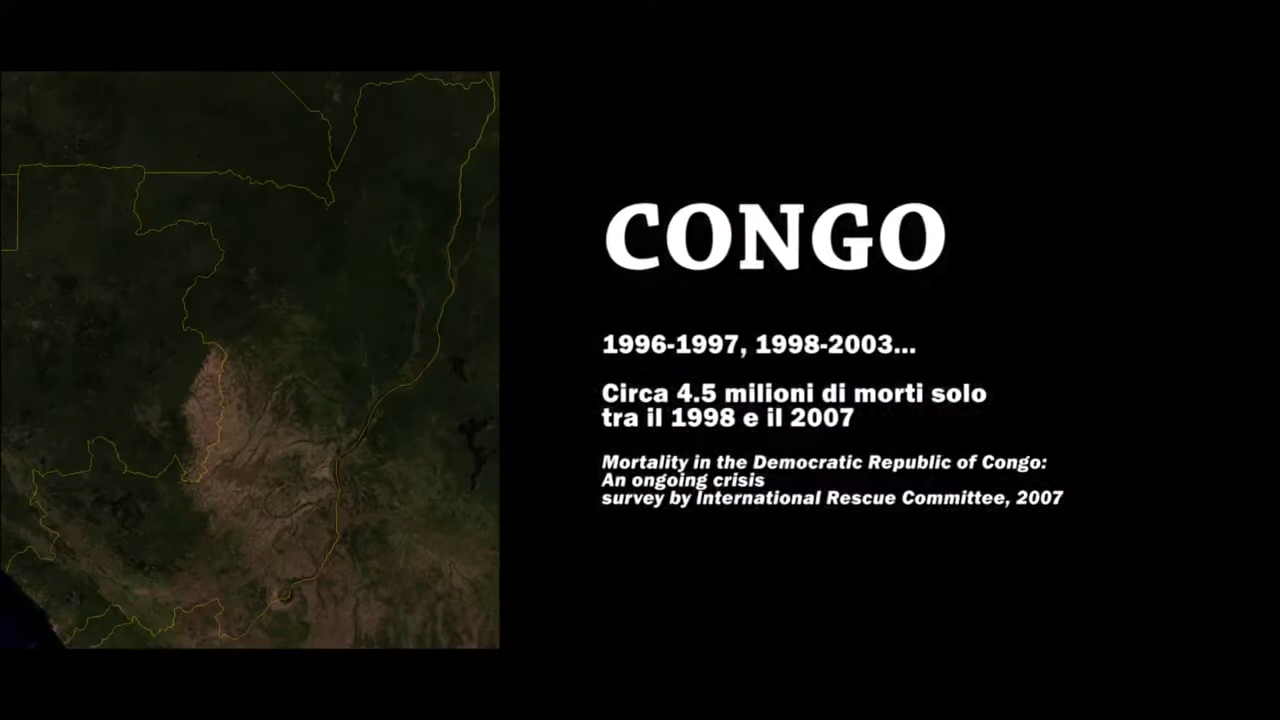 CONGO
1996-1997, 1998-2003...
Circa 4.5 milioni di morti solo
tra il 1998 e il 2007
Mortality in the Democratic Republic of Congo:
An ongoing crisis
survey by International Rescue Committee, 2007